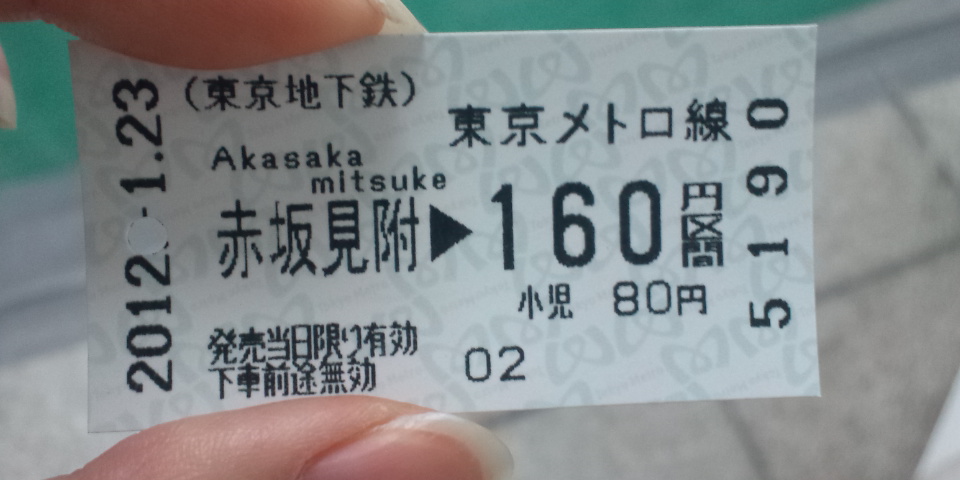 (東京地下鉄)
東京メトロ線
Akasaka
mitsuke
赤坂見附▶160円区間
小児 80円
発売当日限り有効
下車前途無効
02
2012.-1.23
5190